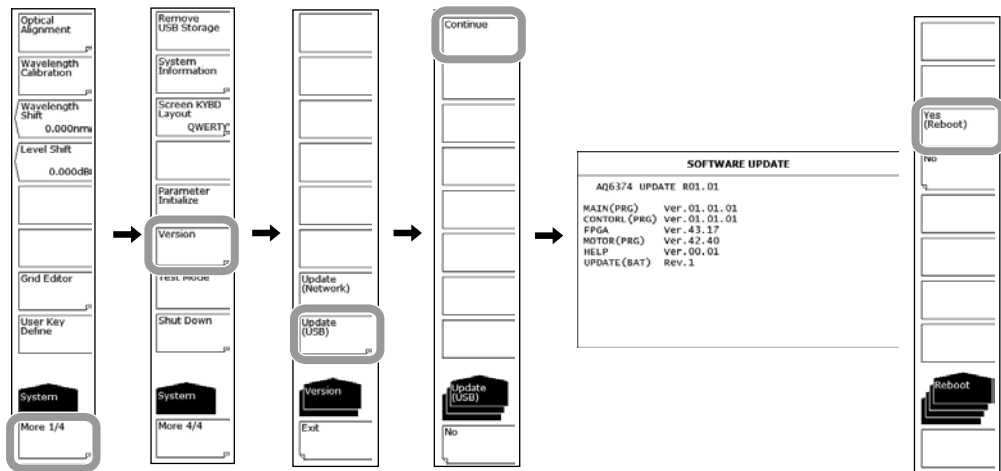 Optical
Alignment
Wavelength
Calibration
Wavelength
Shift
0.000nm
Level Shift
0.000dB
Grid Editor
User Key
Define
System
More 1/4
Remove
USB Storage
System
Information
Screen KYBD
Layout
QWERTY
Parameter
Initialize
Version
Test Mode
Shut Down
System
More 4/4
Update
(Network)
Update
(USB)
Version
Exit
Continue
Update
(USB)
No
SOFTWARE UPDATE
AQ6374 UPDATE R01.01
MAIN(PRG) Ver.01.01.01
CONTORL(PRG) Ver.01.01.01
FPGA Ver.43.17
MOTOR(PRG) Ver.42.40
HELP Ver.00.01
UPDATE(BAT) Rev.1
Yes
(Reboot)
No
Reboot